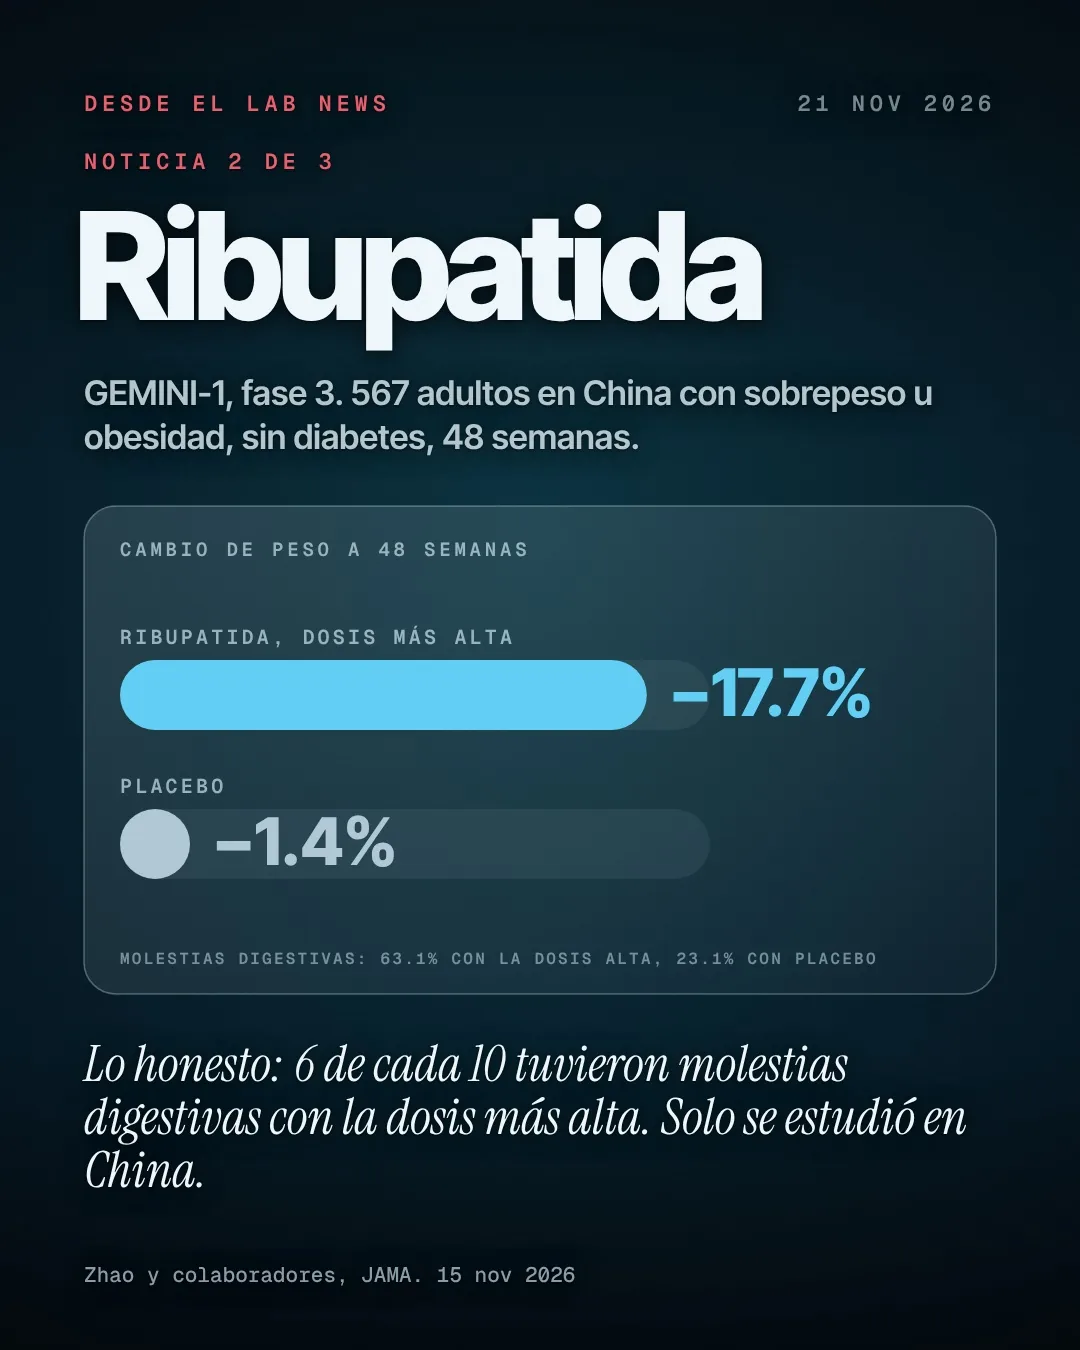 DESDE EL LAB NEWS
21 NOV 2026
NOTICIA 2 DE 3
Ribupatida
GEMINI-1, fase 3. 567 adultos en China con sobrepeso u
obesidad, sin diabetes, 48 semanas.
CAMBIO DE PESO A 48 SEMANAS
RIBUPATIDA, DOSIS MÁS ALTA
–17.7%
PLACEBO
–1.4%
MOLESTIAS DIGESTIVAS: 63.1% CON LA DOSIS ALTA, 23.1% CON PLACEBO
Lo honesto: 6 de cada 10 tuvieron molestias
digestivas con la dosis más alta. Solo se estudió en
China.
Zhao y colaboradores, JAMA. 15 nov 2026